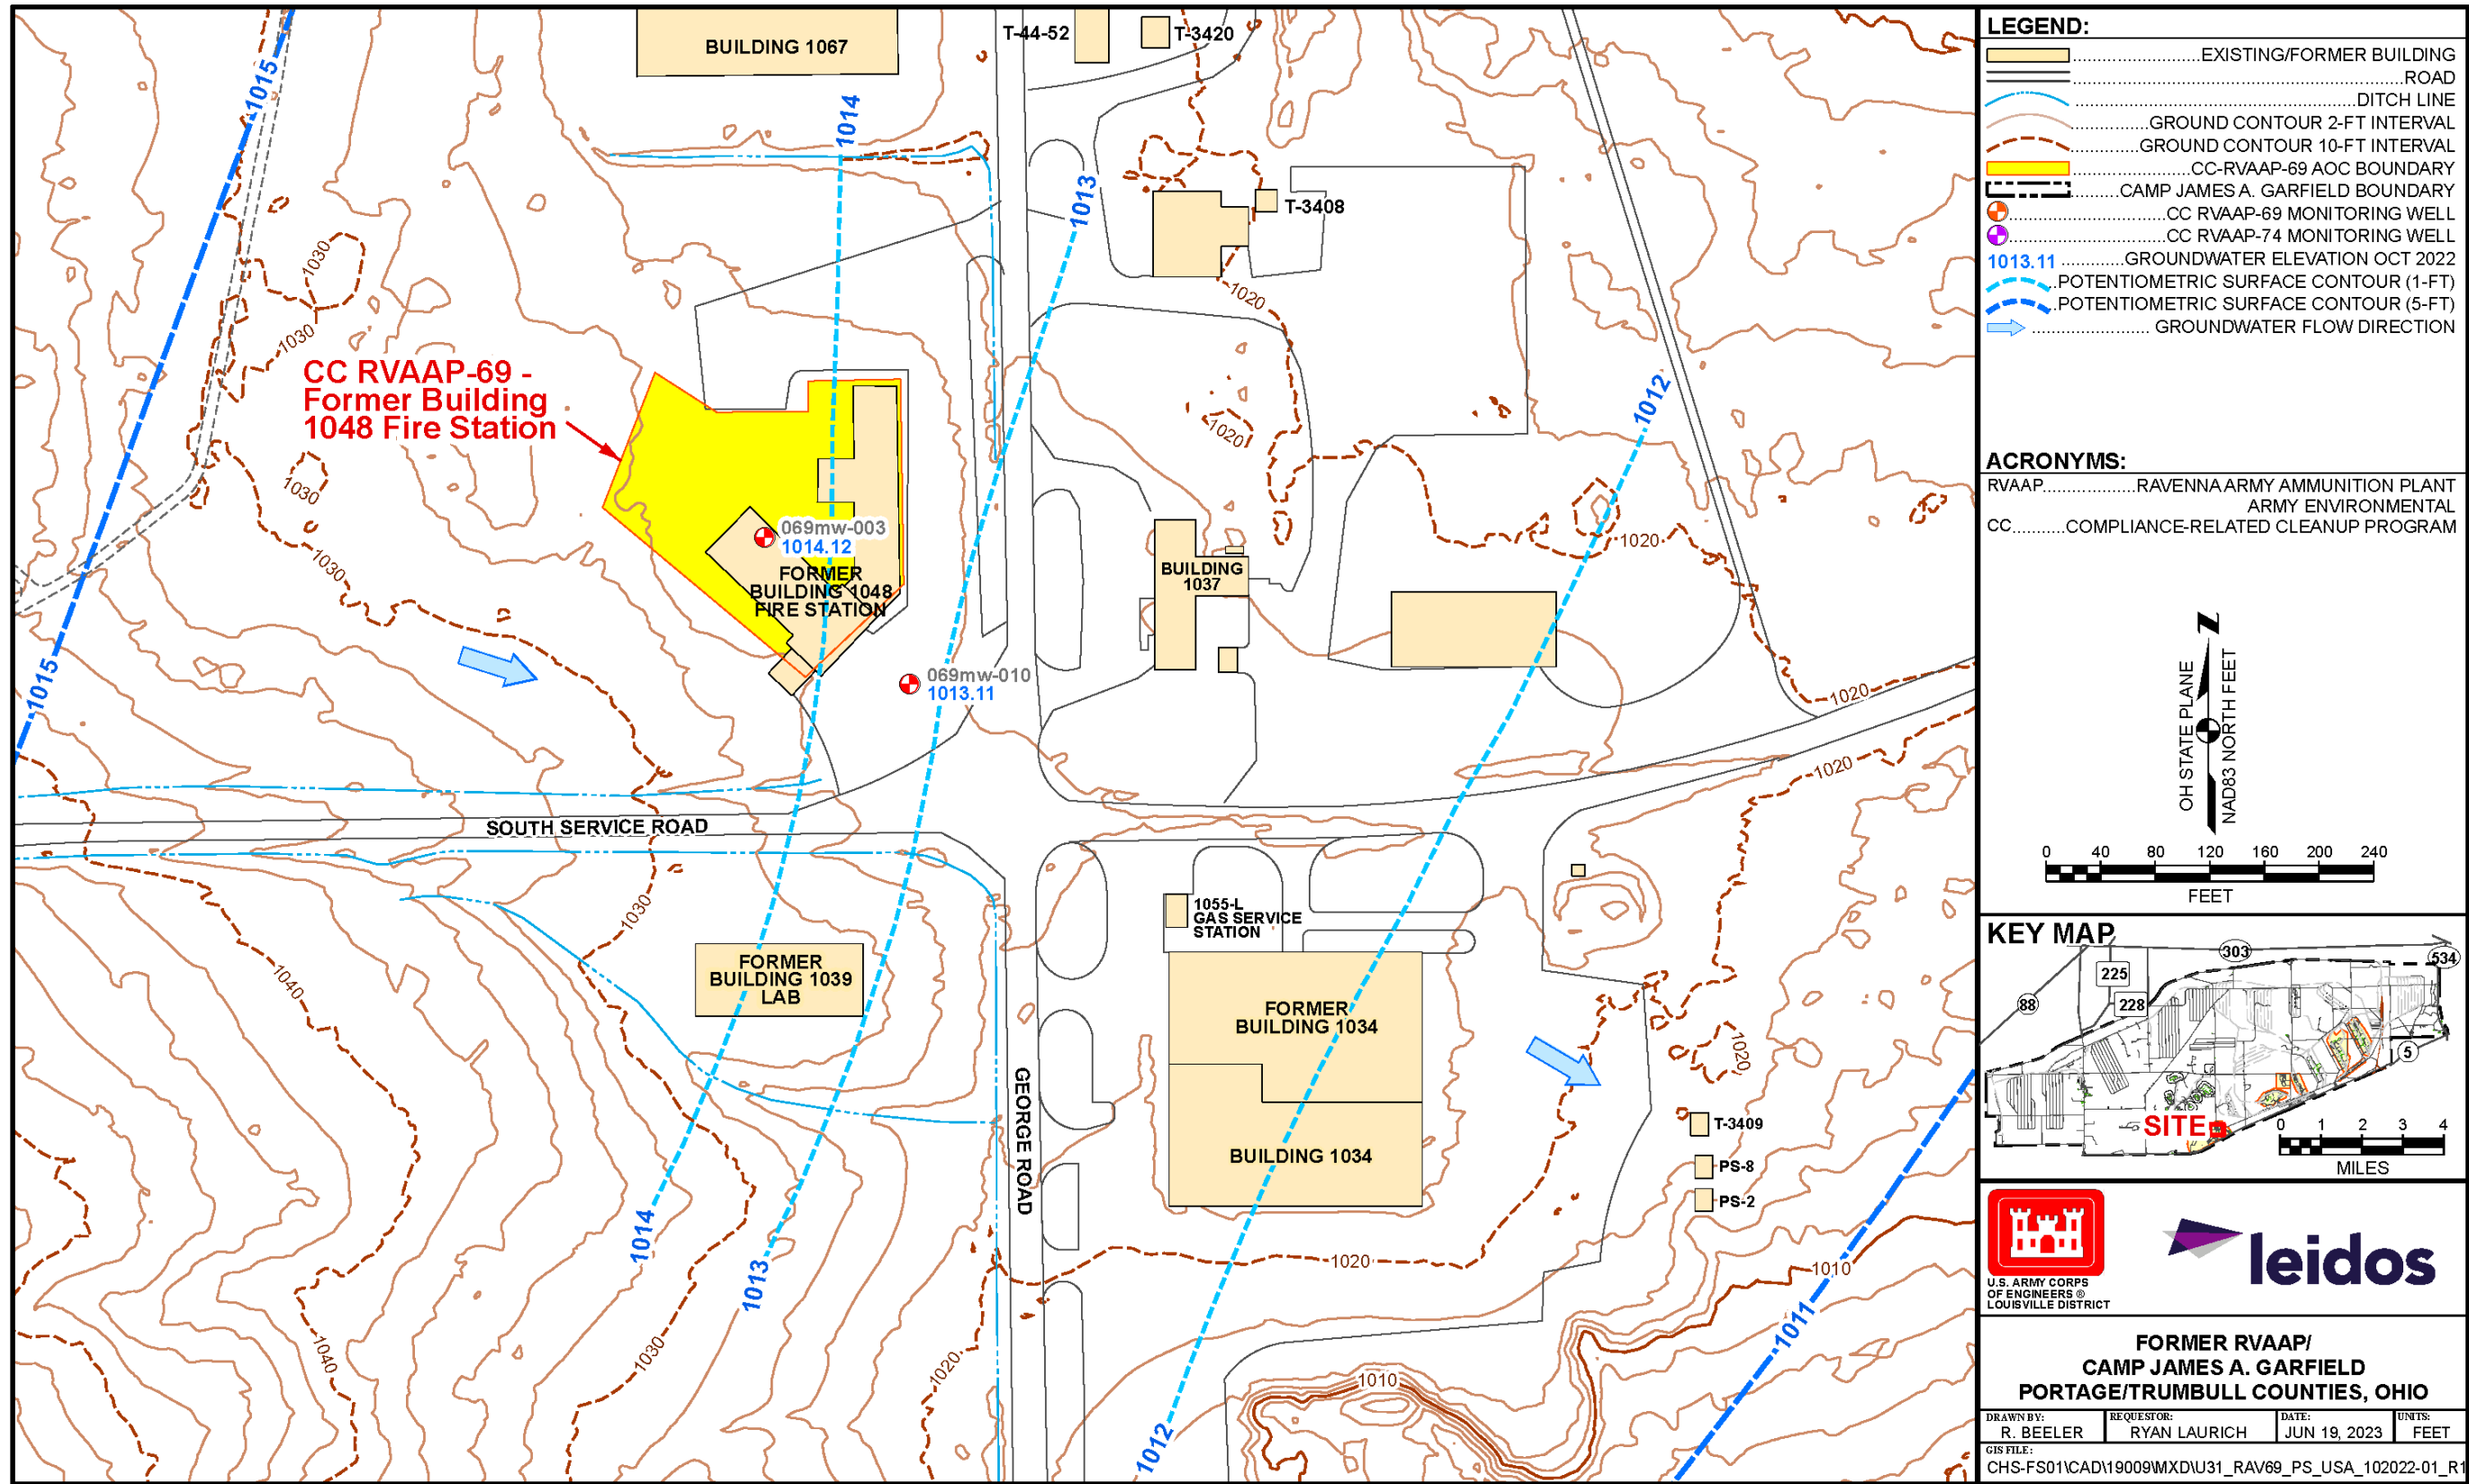 BUILDING 1067
T-44-52
T-3420
1015
1014
1013
T-3408
1030
1030
1020
CC RVAAP-69 -
Former Building
1048 Fire Station
1012
1020
1030
069mw-003
1014.12
1020
1030
FORMER
BUILDING 1048
FIRE STATION
BUILDING
1037
1015
069mw-010
1013.11
1020
1020
SOUTH SERVICE ROAD
1030
1055-L
GAS SERVICE
STATION
FORMER
BUILDING 1039
LAB
1040
FORMER
BUILDING 1034
1020
GEORGE ROAD
T-3409
BUILDING 1034
PS-8
PS-2
1014
1013
1020
1010
1011
1040
1030
1020
1010
1012
LEGEND:
EXISTING/FORMER BUILDING
ROAD
DITCH LINE
GROUND CONTOUR 2-FT INTERVAL
GROUND CONTOUR 10-FT INTERVAL
CC-RVAAP-69 AOC BOUNDARY
CAMP JAMES A. GARFIELD BOUNDARY
CC RVAAP-69 MONITORING WELL
CC RVAAP-74 MONITORING WELL
1013.11 ............GROUNDWATER ELEVATION OCT 2022
POTENTIOMETRIC SURFACE CONTOUR (1-FT)
POTENTIOMETRIC SURFACE CONTOUR (5-FT)
GROUNDWATER FLOW DIRECTION
ACRONYMS:
RVAAP..................RAVENNA ARMY AMMUNITION PLANT
ARMY ENVIRONMENTAL
CC..........COMPLIANCE-RELATED CLEANUP PROGRAM
Z
OH STATE PLANE
NAD83 NORTH FEET
0 40 80 120 160 200 240
FEET
KEY MAP
303
534
225
88
228
5
SITE
0 1 2 3 4
MILES
U.S. ARMY CORPS
OF ENGINEERS ®
LOUISVILLE DISTRICT
leidos
FORMER RVAAP/
CAMP JAMES A. GARFIELD
PORTAGE/TRUMBULL COUNTIES, OHIO
DRAWN BY:
R. BEELER
REQUESTOR:
RYAN LAURICH
DATE:
JUN 19, 2023
UNITS:
FEET
GIS FILE:
CHS-FS01\CAD\19009\MXD\U31_RAV69_PS_USA_102022-01_R1